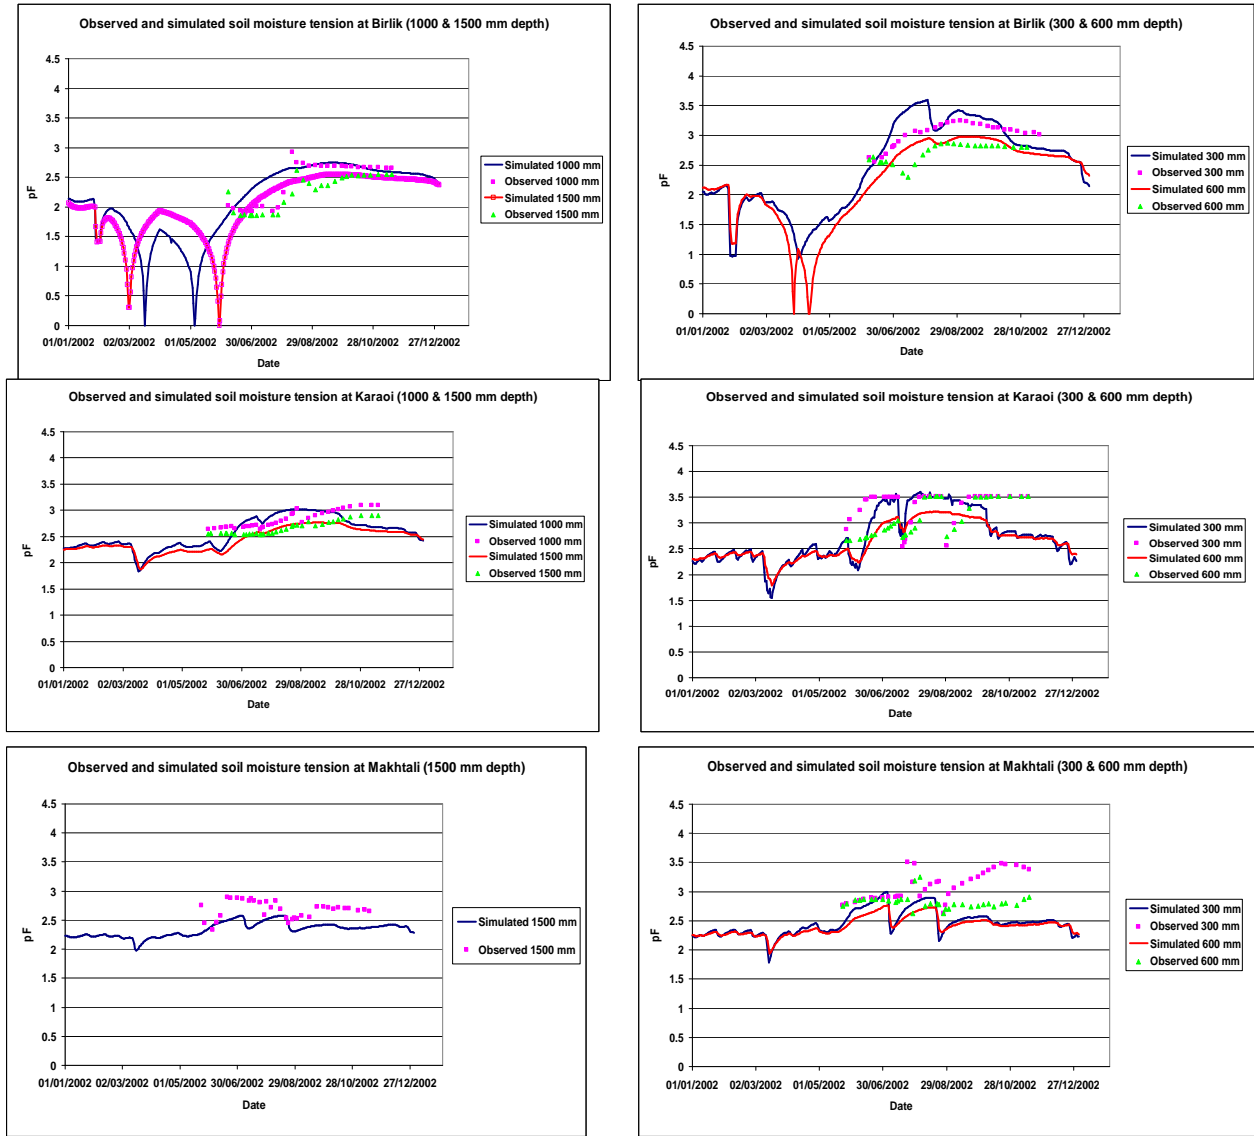 Observed and simulated soil moisture tension at Birlik (1000 & 1500 mm depth)
4.5
4
3.5
3
2.5
2
1.5
1
0.5
0
pF
01/01/2002 02/03/2002 01/05/2002 30/06/2002 29/08/2002 28/10/2002 27/12/2002
Date
Simulated 1000 mm
Observed 1000 mm
Simulated 1500 mm
Observed 1500 mm
Observed and simulated soil moisture tension at Birlik (300 & 600 mm depth)
4.5
4
3.5
3
2.5
2
1.5
1
0.5
0
pF
01/01/2002 02/03/2002 01/05/2002 30/06/2002 29/08/2002 28/10/2002 27/12/2002
Date
Simulated 300 mm
Observed 300 mm
Simulated 600 mm
Observed 600 mm
Observed and simulated soil moisture tension at Karaoi (1000 & 1500 mm depth)
4.5
4
3.5
3
2.5
2
1.5
1
0.5
0
pF
01/01/2002 02/03/2002 01/05/2002 30/06/2002 29/08/2002 28/10/2002 27/12/2002
Date
Simulated 1000 mm
Observed 1000 mm
Simulated 1500 mm
Observed 1500 mm
Observed and simulated soil moisture tension at Karaoi (300 & 600 mm depth)
4.5
4
3.5
3
2.5
2
1.5
1
0.5
0
pF
01/01/2002 02/03/2002 01/05/2002 30/06/2002 29/08/2002 28/10/2002 27/12/2002
Date
Simulated 300 mm
Observed 300 mm
Simulated 600 mm
Observed 600 mm
Observed and simulated soil moisture tension at Makhtali (1500 mm depth)
4.5
4
3.5
3
2.5
2
1.5
1
0.5
0
pF
01/01/2002 02/03/2002 01/05/2002 30/06/2002 29/08/2002 28/10/2002 27/12/2002
Date
Simulated 1500 mm
Observed 1500 mm
Observed and simulated soil moisture tension at Makhtali (300 & 600 mm depth)
4.5
4
3.5
3
2.5
2
1.5
1
0.5
0
pF
01/01/2002 02/03/2002 01/05/2002 30/06/2002 29/08/2002 28/10/2002 27/12/2002
Date
Simulated 300 mm
Observed 300 mm
Simulated 600 mm
Observed 600 mm